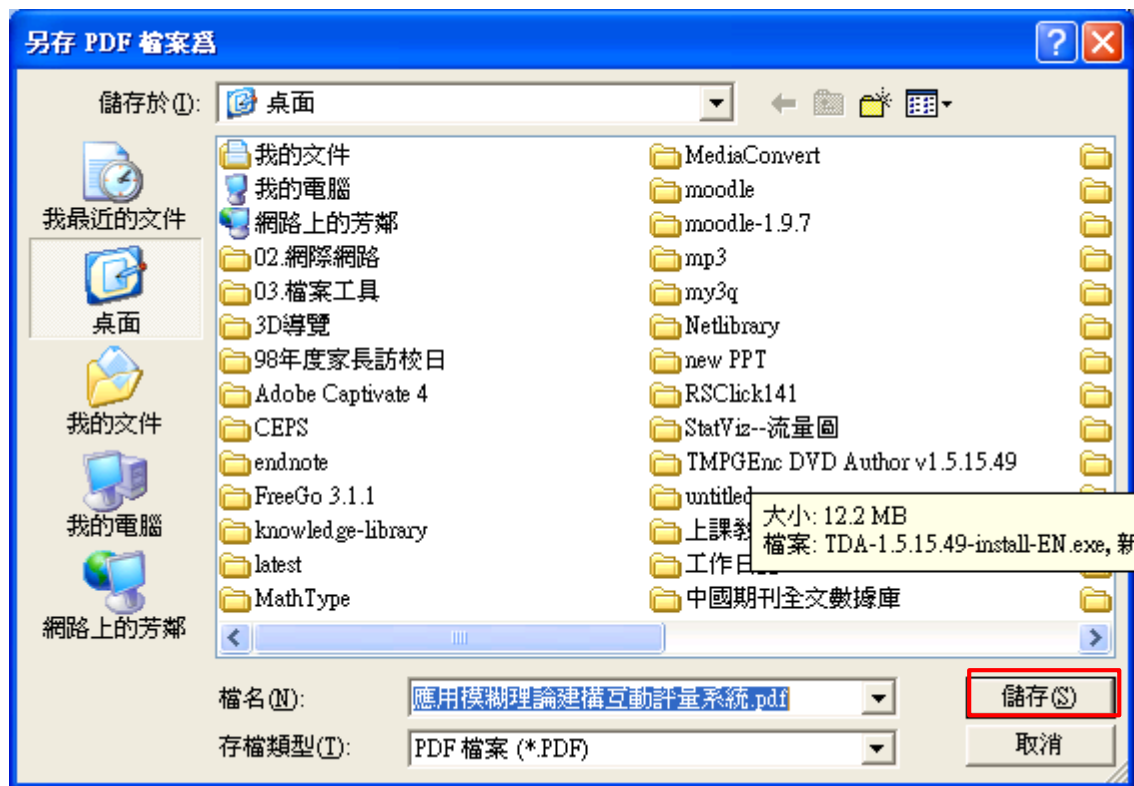 另存 PDF 檔案為
儲存於(I):
桌面
我最近的文件
桌面
我的文件
我的電腦
網路上的芳鄰
我的文件
我的電腦
網路上的芳鄰
02.網際網路
03.檔案工具
3D導覽
98年度家長訪校日
Adobe Captivate 4
CEPS
endnote
FreeGo 3.1.1
knowledge-library
latest
MathType
MediaConvert
moodle
moodle-1.9.7
mp3
my3q
Netlibrary
new PPT
RSClick141
StatViz--流量圖
TMPGEnc DVD Author v1.5.15.49
untitled
上課教
工作日
中國期刊全文數據庫
大小: 12.2 MB
檔案: TDA-1.5.15.49-install-EN.exe, 新
檔名(N):
應用模糊理論建構互動評量系統.pdf
儲存(S)
存檔類型(T):
PDF 檔案 (*.PDF)
取消